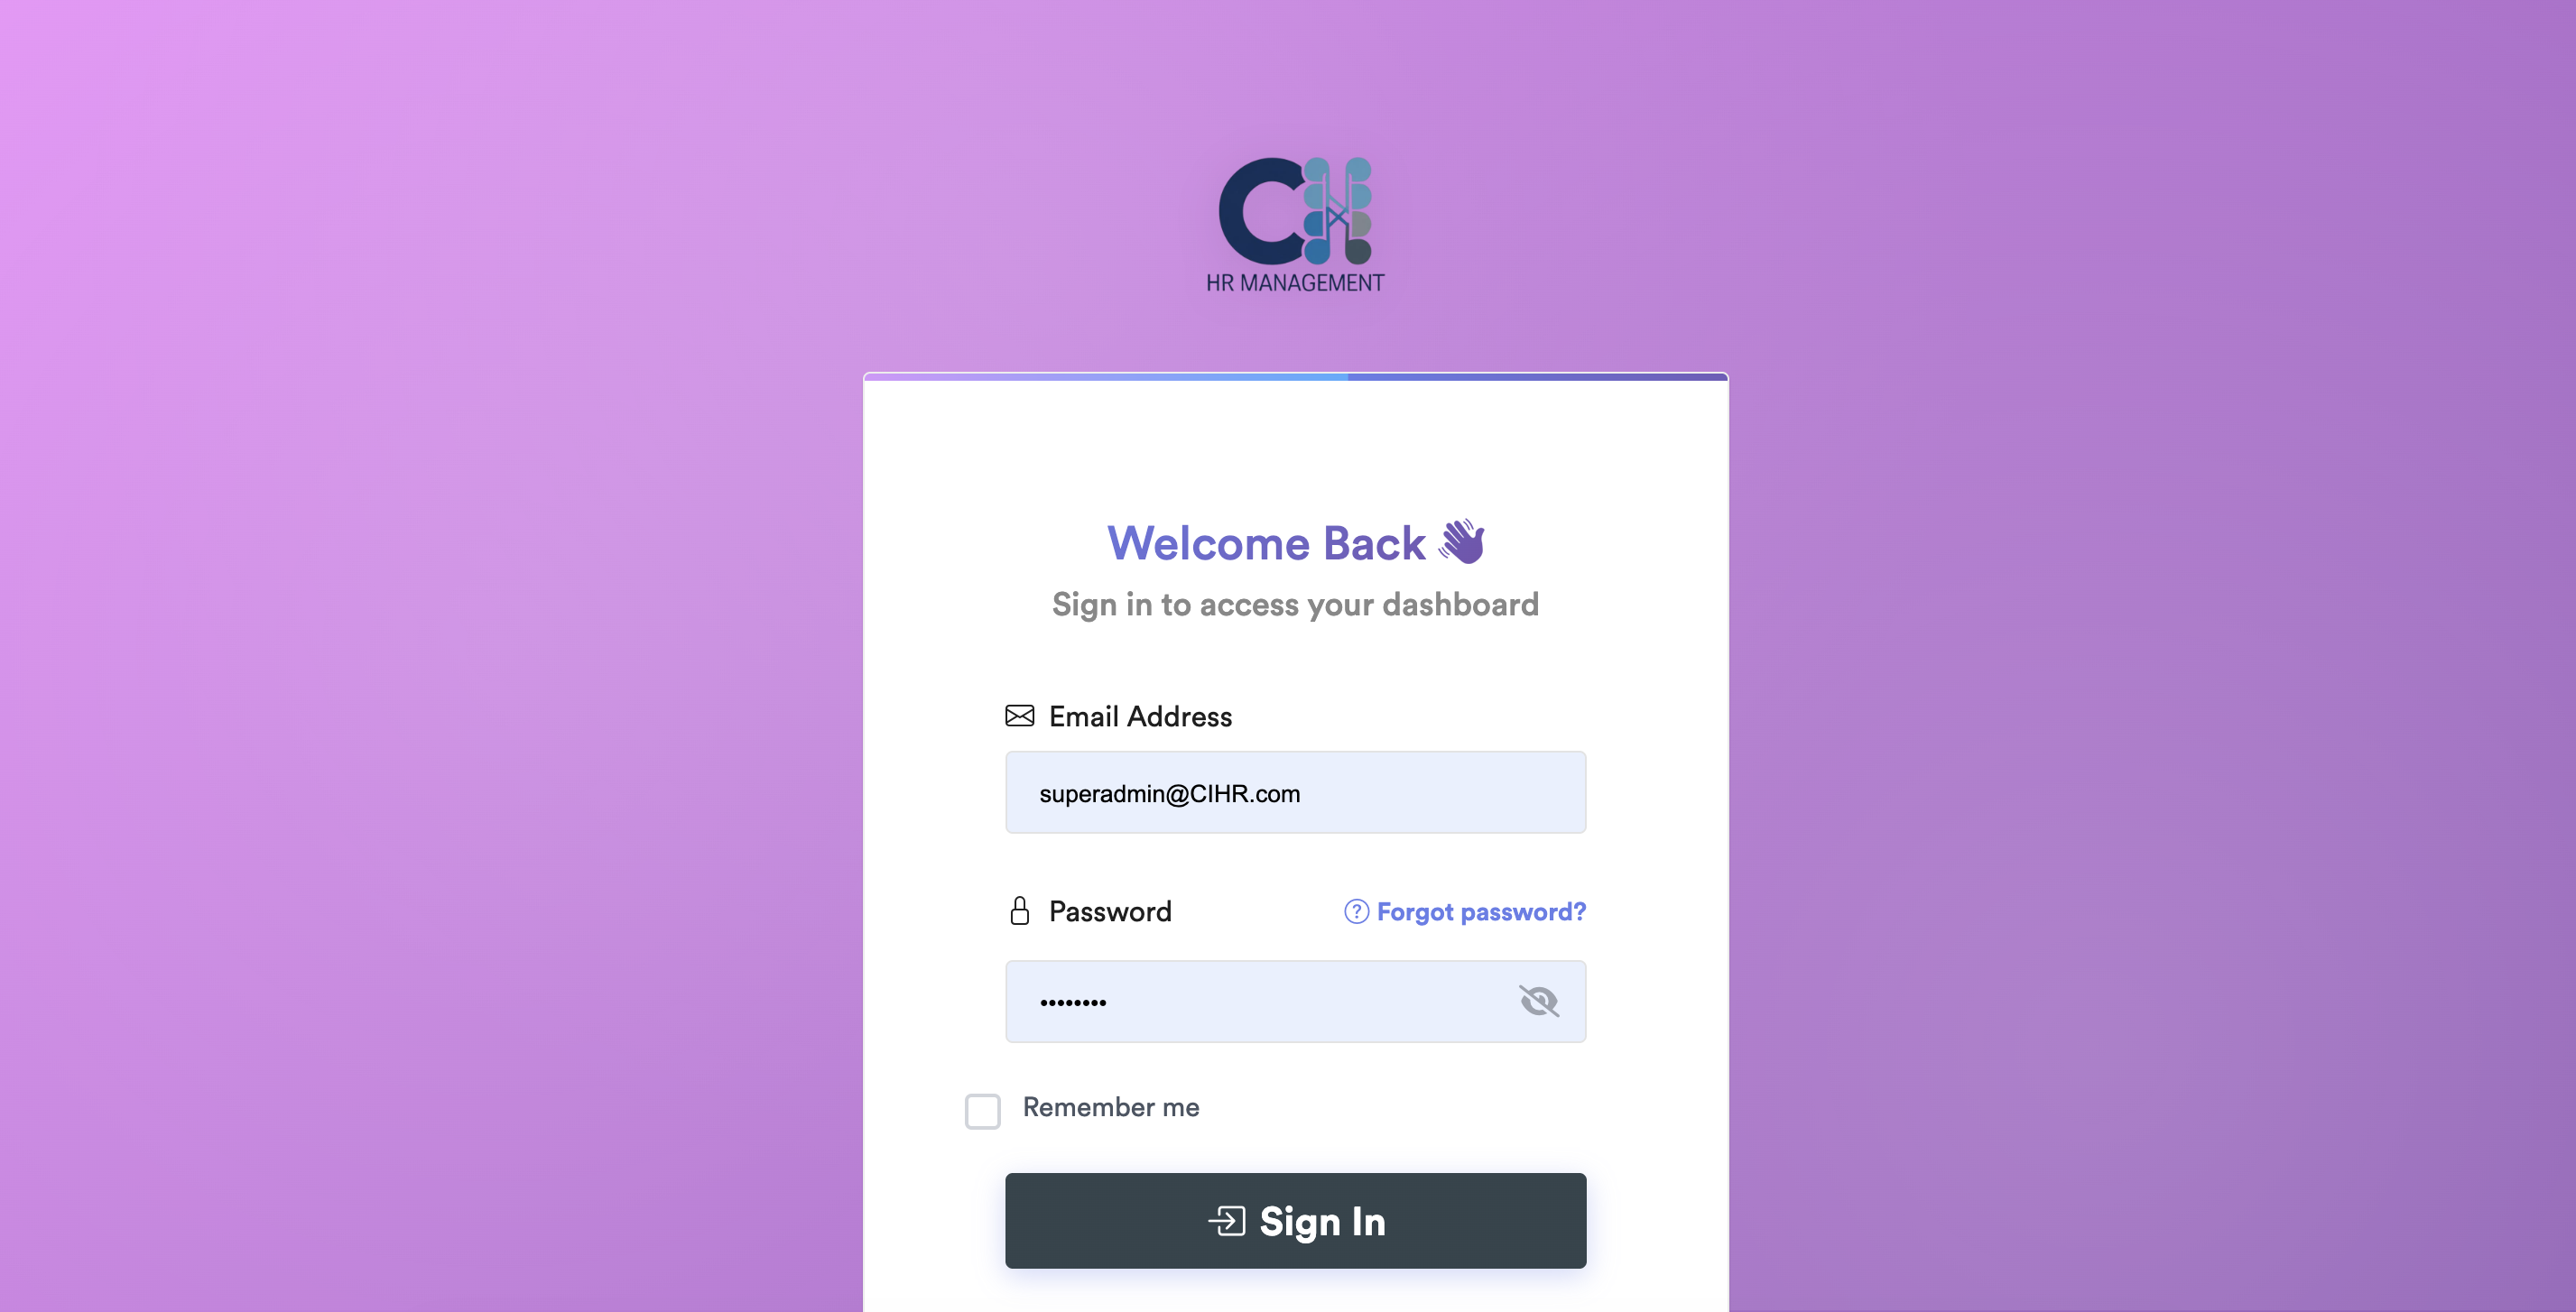 CH
HR MANAGEMENT
Welcome Back 👋
Sign in to access your dashboard
Email Address
superadmin@CIHR.com
Password
Forgot password?
••••••••
Remember me
Sign In